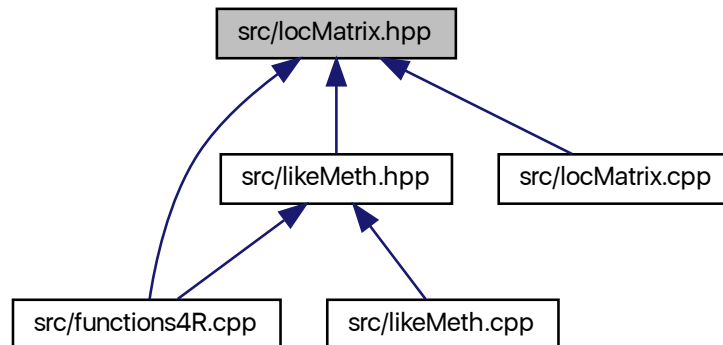 src/locMatrix.hpp
src/likeMeth.hpp
src/locMatrix.cpp
src/functions4R.cpp
src/likeMeth.cpp